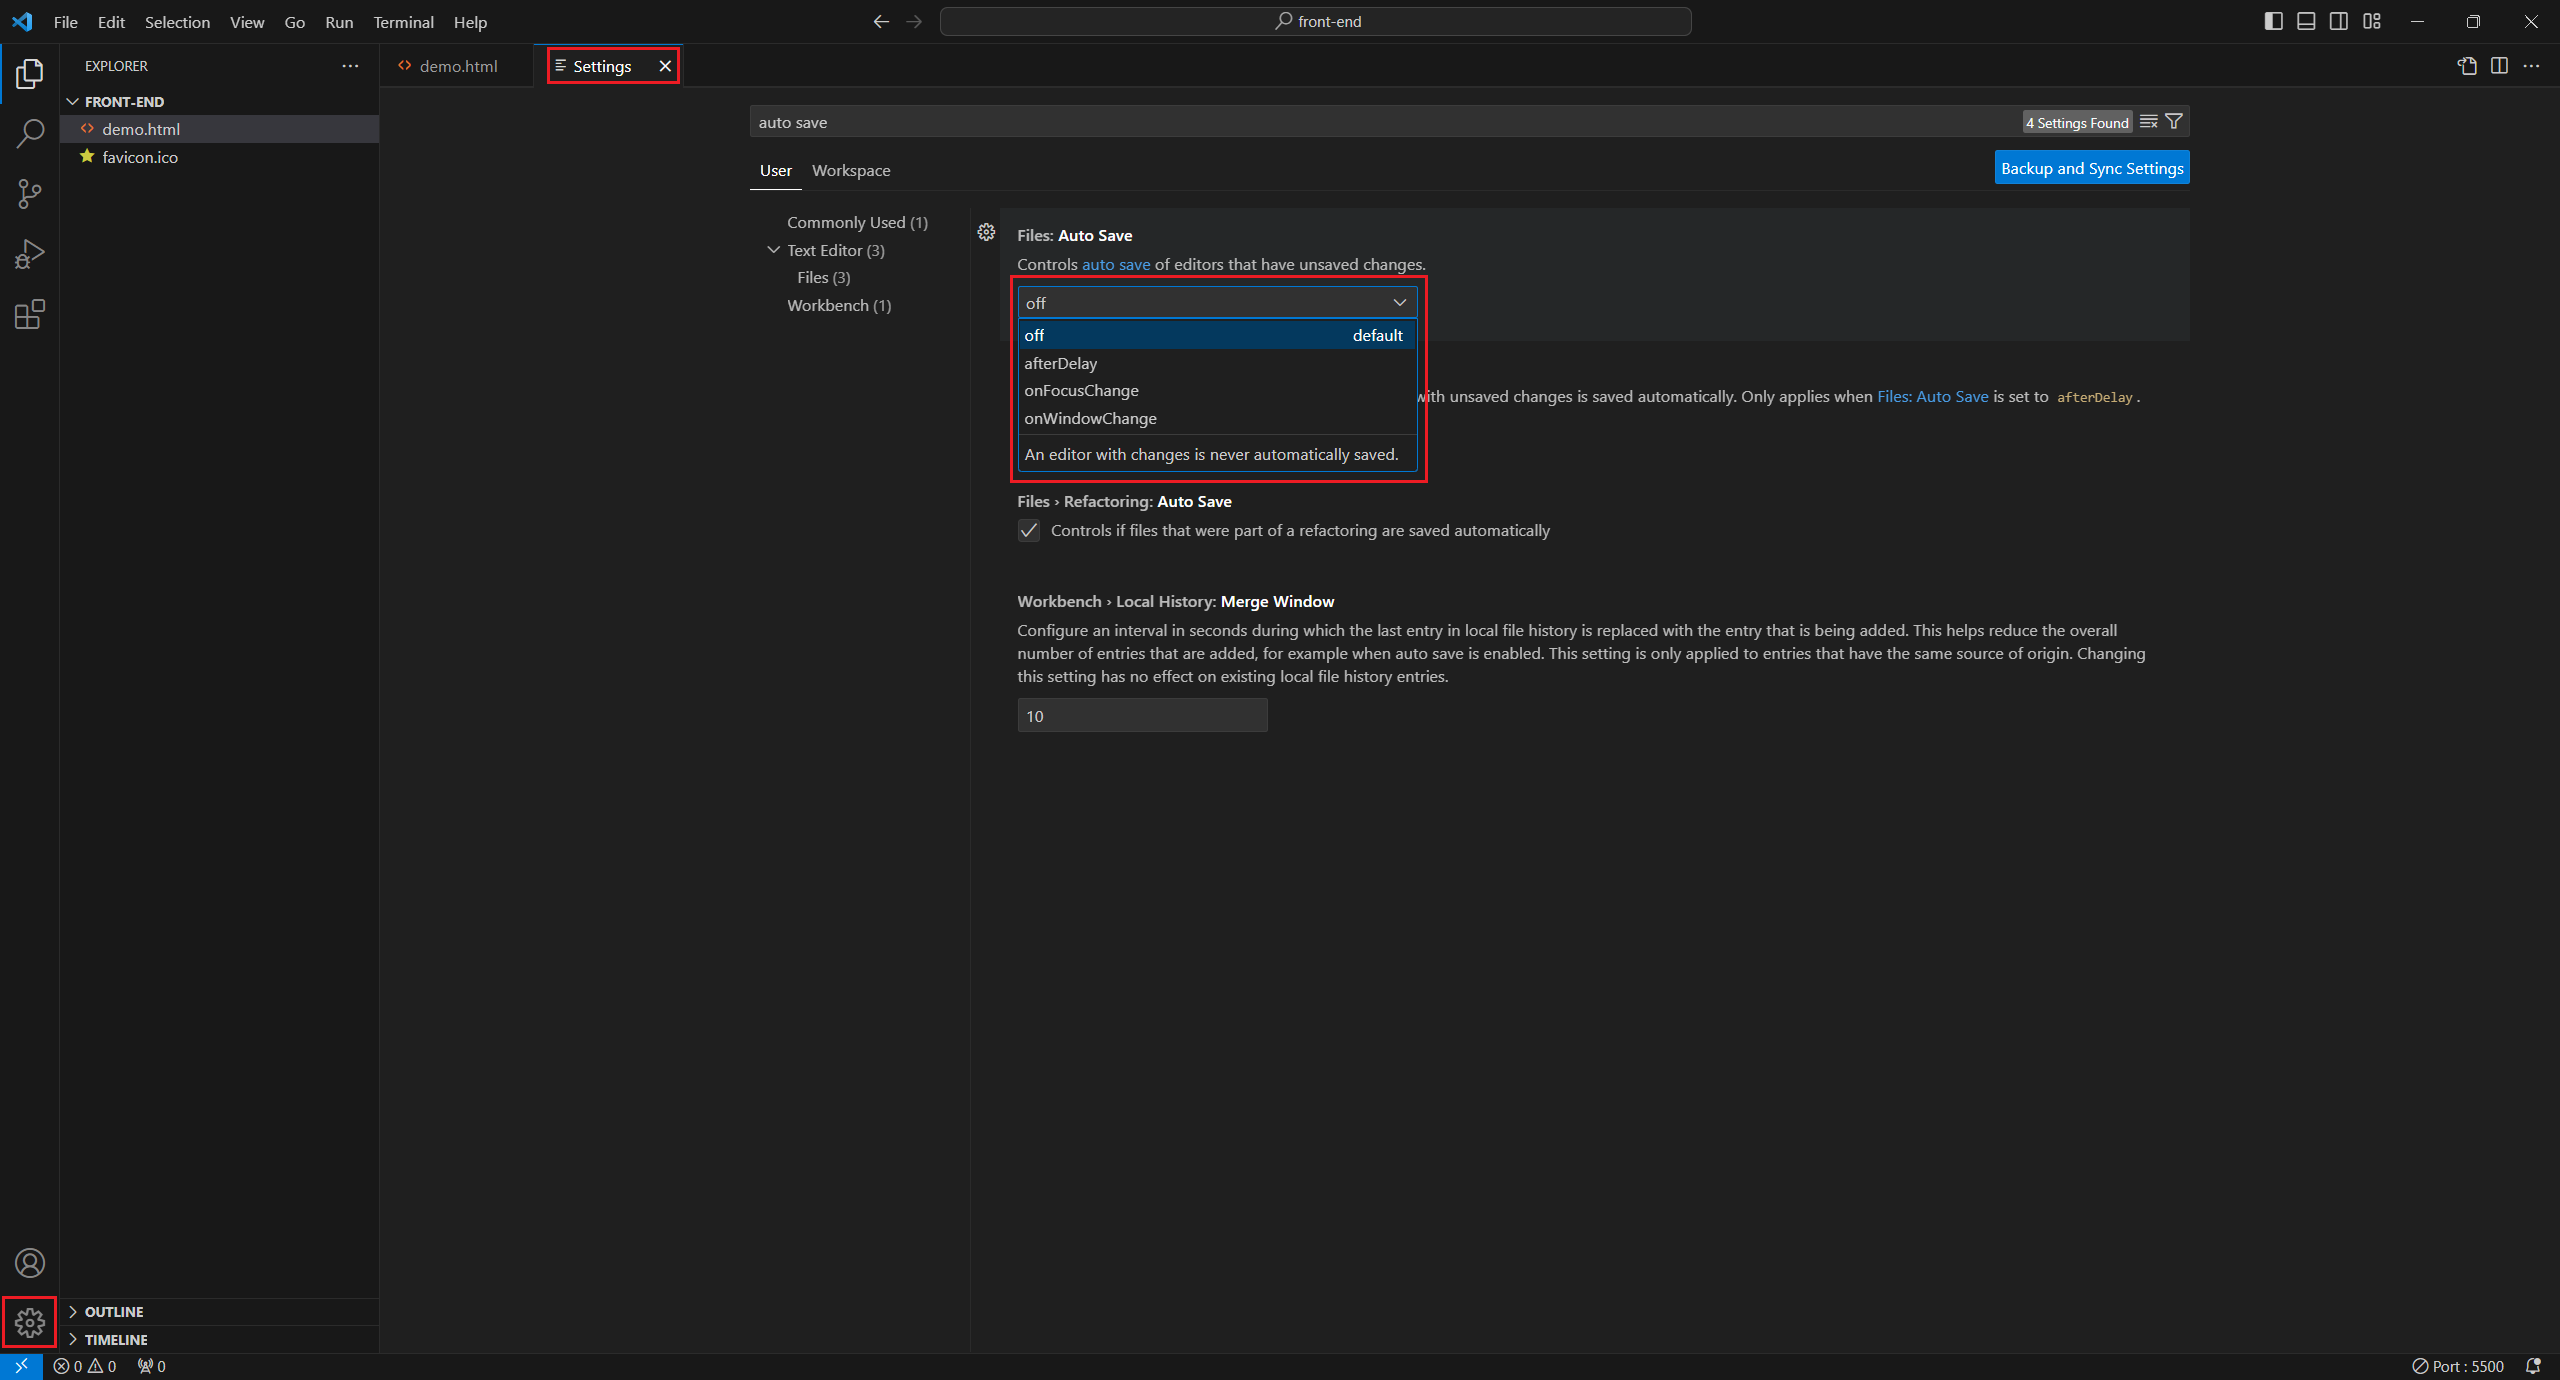 File Edit Selection View Go Run Terminal Help
front-end
EXPLORER
FRONT-END
demo.html
favicon.ico
OUTLINE
TIMELINE
demo.html
Settings
auto save
4 Settings Found
User Workspace
Backup and Sync Settings
Commonly Used (1)
Text Editor (3)
Files (3)
Workbench (1)
Files: Auto Save
Controls auto save of editors that have unsaved changes.
off
off default
afterDelay
onFocusChange
onWindowChange
An editor with changes is never automatically saved.
with unsaved changes is saved automatically. Only applies when Files: Auto Save is set to afterDelay.
Files › Refactoring: Auto Save
Controls if files that were part of a refactoring are saved automatically
Workbench › Local History: Merge Window
Configure an interval in seconds during which the last entry in local file history is replaced with the entry that is being added. This helps reduce the overall
number of entries that are added, for example when auto save is enabled. This setting is only applied to entries that have the same source of origin. Changing
this setting has no effect on existing local file history entries.
10
0 0 0
Port : 5500